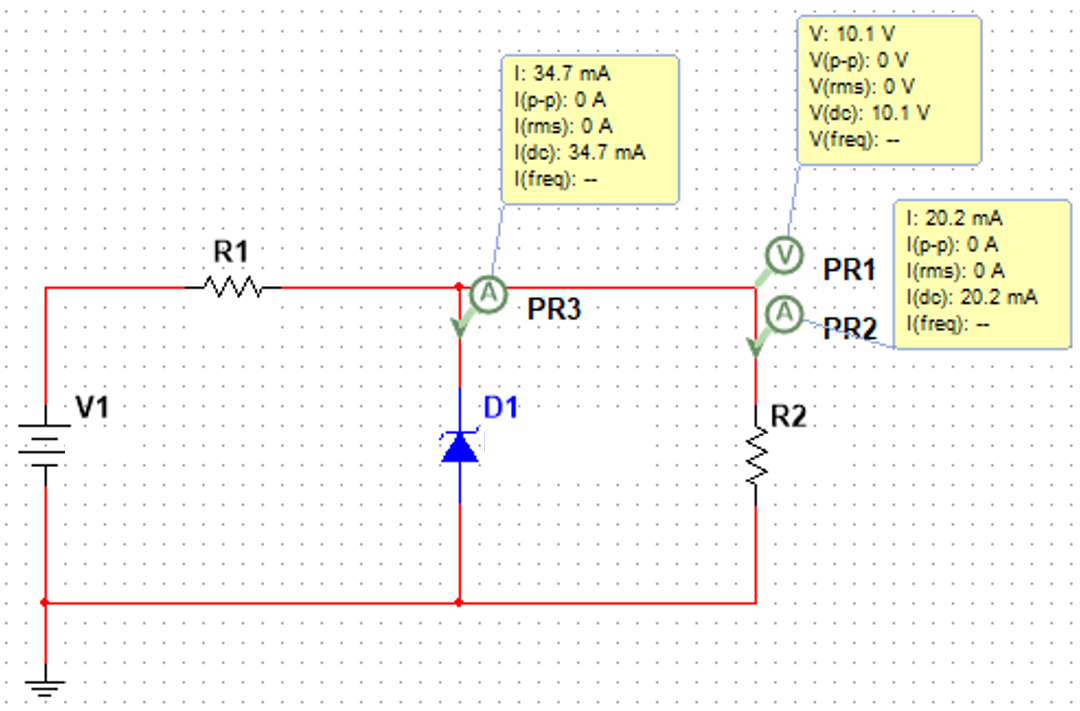 V: 10.1 V
V(p-p): 0 V
V(rms): 0 V
V(dc): 10.1 V
V(freq): --
I: 34.7 mA
I(p-p): 0 A
I(rms): 0 A
I(dc): 34.7 mA
I(freq): --
I: 20.2 mA
I(p-p): 0 A
I(rms): 0 A
I(dc): 20.2 mA
I(freq): --
R1
V
PR1
A
PR3
A
PR2
V1
D1
R2